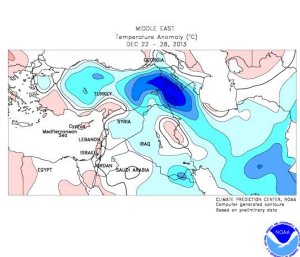 MIDDLE EAST
Temperature Anomaly (°C)
DEC 22 – 28, 2013
GEORGIA
TURKEY
Cyprus
Mediterranean
Sea
SYRIA
LEBANON
IRAQ
ISRAEL
JORDAN
EGYPT
SAUDI ARABIA
CLIMATE PREDICTION CENTER, NOAA
Computer generated contours
Based on preliminary data
NOAA